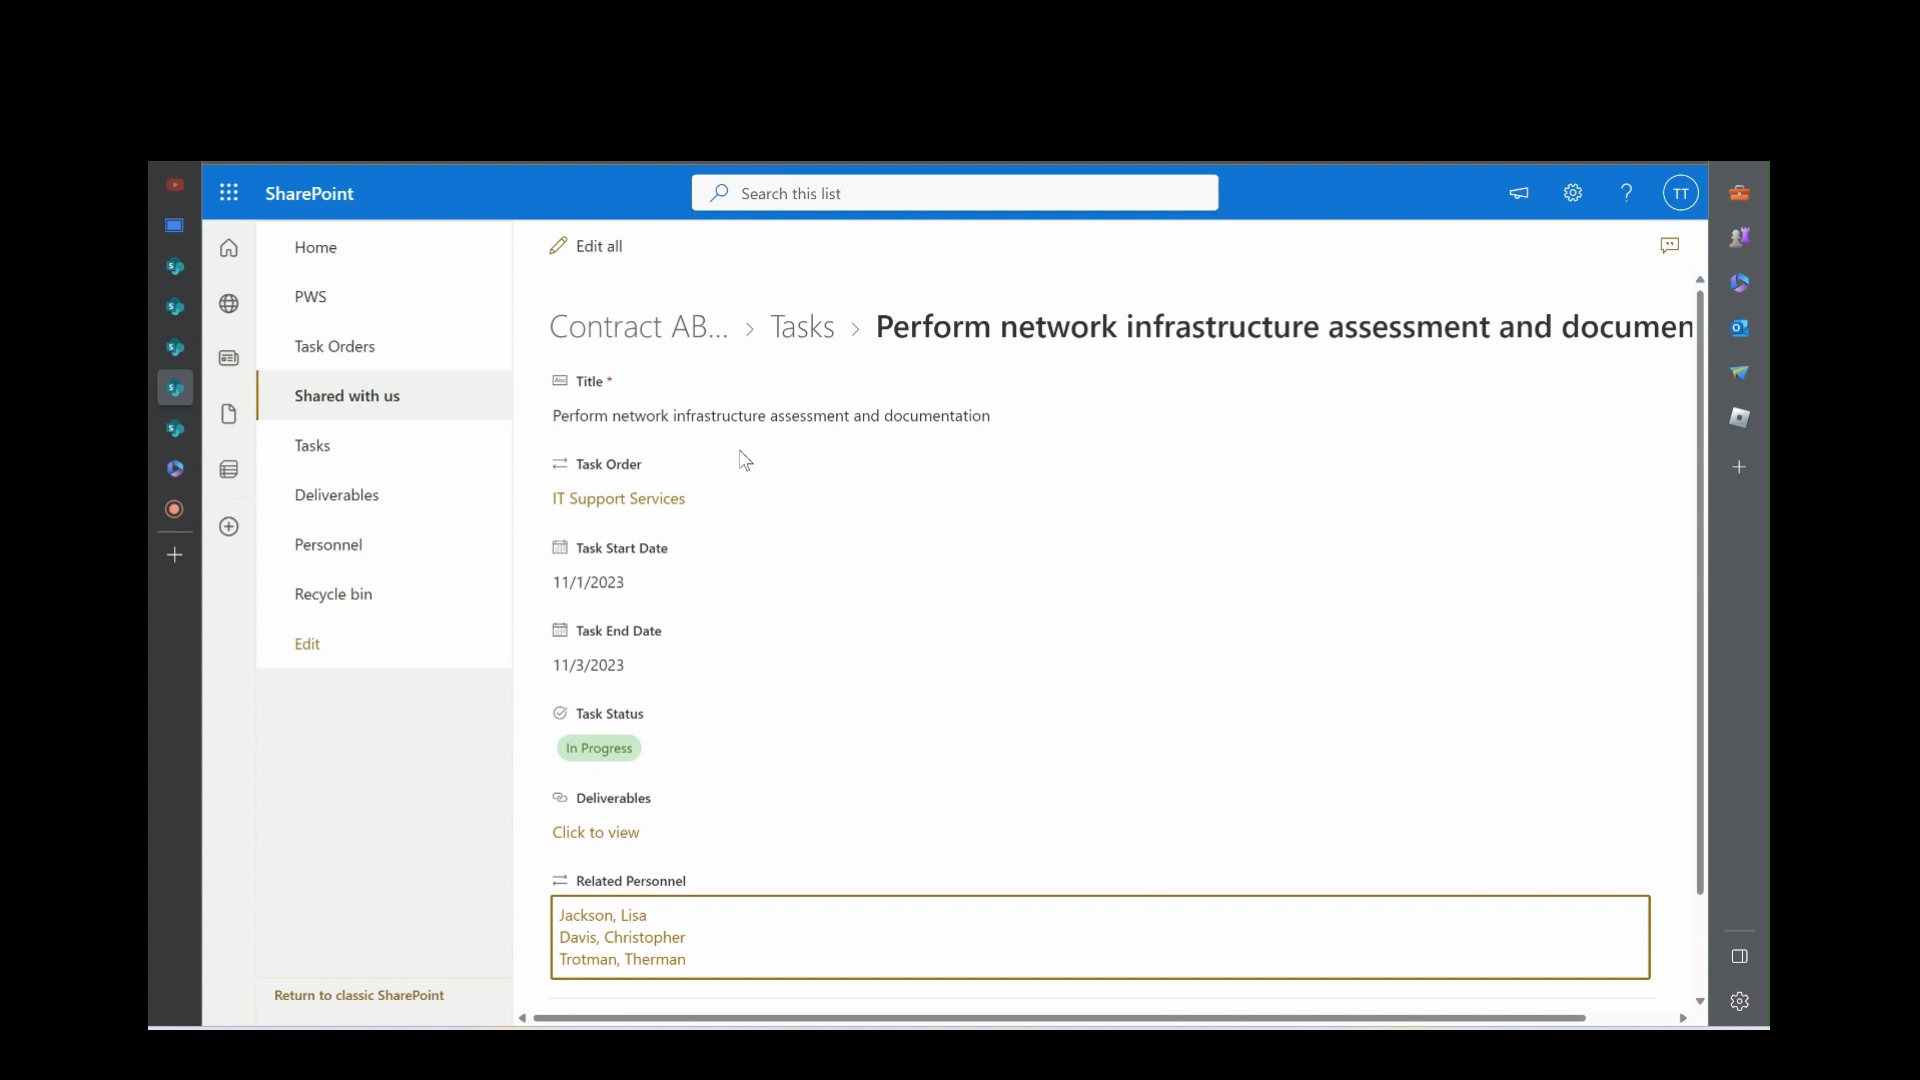 SharePoint
Search this list
TT
Home
PWS
Task Orders
Shared with us
Tasks
Deliverables
Personnel
Recycle bin
Edit
Return to classic SharePoint
Edit all
Contract AB... > Tasks > Perform network infrastructure assessment and documen
Title *
Perform network infrastructure assessment and documentation
Task Order
IT Support Services
Task Start Date
11/1/2023
Task End Date
11/3/2023
Task Status
In Progress
Deliverables
Click to view
Related Personnel
Jackson, Lisa
Davis, Christopher
Trotman, Therman